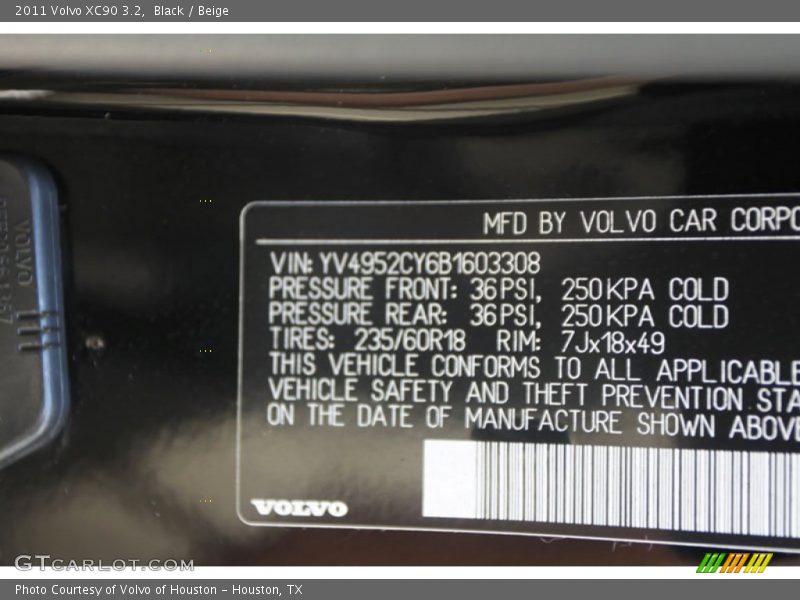 2011 Volvo XC90 3.2, Black / Beige
MFD BY VOLVO CAR CORPO
VIN: YV4952CY6B1603308
PRESSURE FRONT: 36 PSI, 250 KPA COLD
PRESSURE REAR: 36 PSI, 250 KPA COLD
TIRES: 235/60R18 RIM: 7Jx18x49
THIS VEHICLE CONFORMS TO ALL APPLICABLE
VEHICLE SAFETY AND THEFT PREVENTION STA
ON THE DATE OF MANUFACTURE SHOWN ABOVE
VOLVO
VOLVO
GTCARLOT.COM
Photo Courtesy of Volvo of Houston - Houston, TX